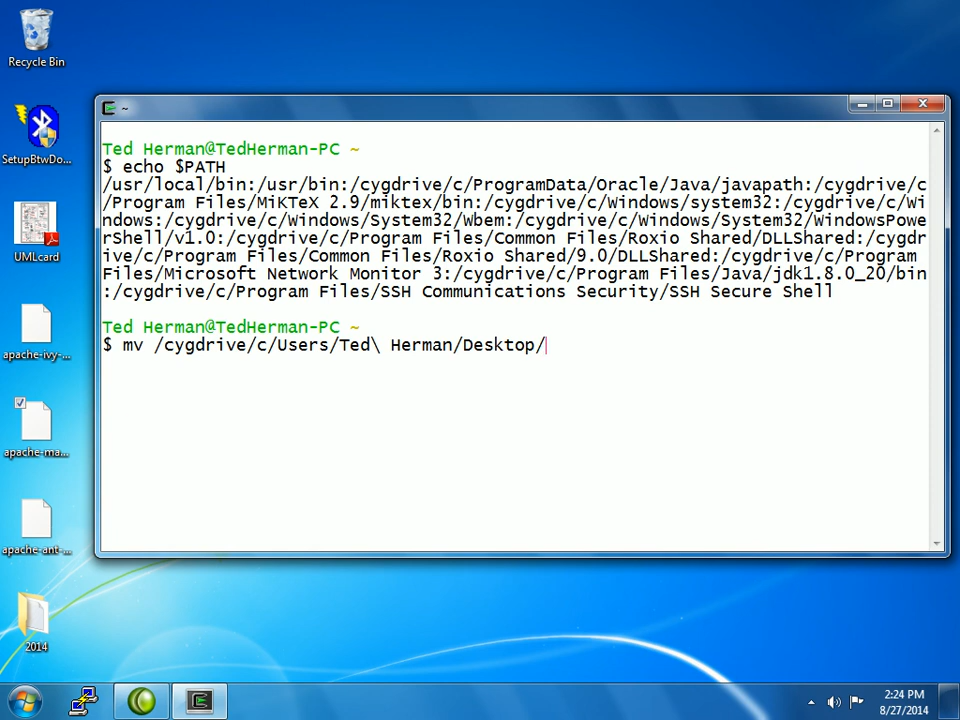 Recycle Bin
SetupBtwDo...
UMLcard
apache-ivy-...
apache-ma...
apache-ant-...
2014
~
Ted Herman@TedHerman-PC ~
$ echo $PATH
/usr/local/bin:/usr/bin:/cygdrive/c/ProgramData/Oracle/Java/javapath:/cygdrive/c
/Program Files/MiKTeX 2.9/miktex/bin:/cygdrive/c/Windows/system32:/cygdrive/c/Wi
ndows:/cygdrive/c/Windows/System32/Wbem:/cygdrive/c/Windows/System32/WindowsPowe
rShell/v1.0:/cygdrive/c/Program Files/Common Files/Roxio Shared/DLLShared:/cygdr
ive/c/Program Files/Common Files/Roxio Shared/9.0/DLLShared:/cygdrive/c/Program
Files/Microsoft Network Monitor 3:/cygdrive/c/Program Files/Java/jdk1.8.0_20/bin
:/cygdrive/c/Program Files/SSH Communications Security/SSH Secure Shell
Ted Herman@TedHerman-PC ~
$ mv /cygdrive/c/Users/Ted\ Herman/Desktop/
2:24 PM
8/27/2014